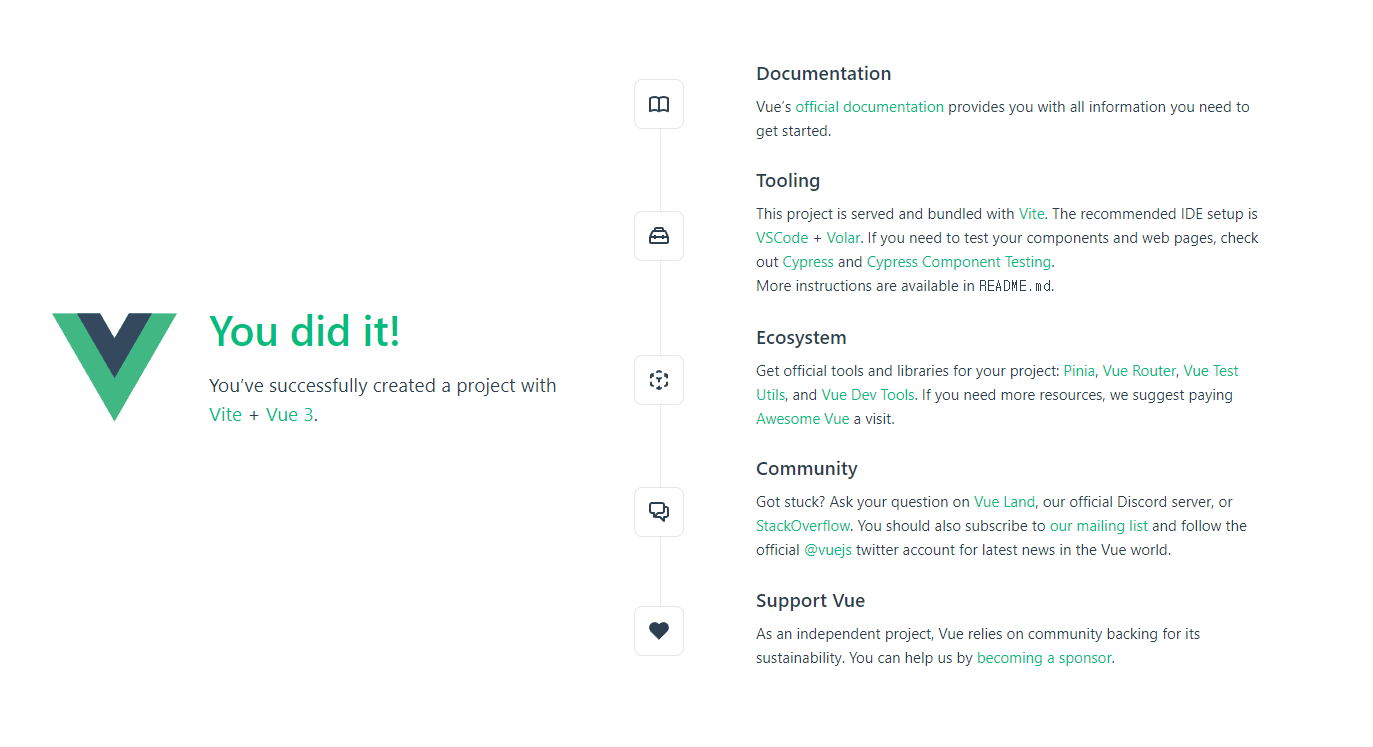 You did it!
You’ve successfully created a project with
Vite + Vue 3.
Documentation
Vue’s official documentation provides you with all information you need to
get started.
Tooling
This project is served and bundled with Vite. The recommended IDE setup is
VSCode + Volar. If you need to test your components and web pages, check
out Cypress and Cypress Component Testing.
More instructions are available in README.md.
Ecosystem
Get official tools and libraries for your project: Pinia, Vue Router, Vue Test
Utils, and Vue Dev Tools. If you need more resources, we suggest paying
Awesome Vue a visit.
Community
Got stuck? Ask your question on Vue Land, our official Discord server, or
StackOverflow. You should also subscribe to our mailing list and follow the
official @vuejs twitter account for latest news in the Vue world.
Support Vue
As an independent project, Vue relies on community backing for its
sustainability. You can help us by becoming a sponsor.